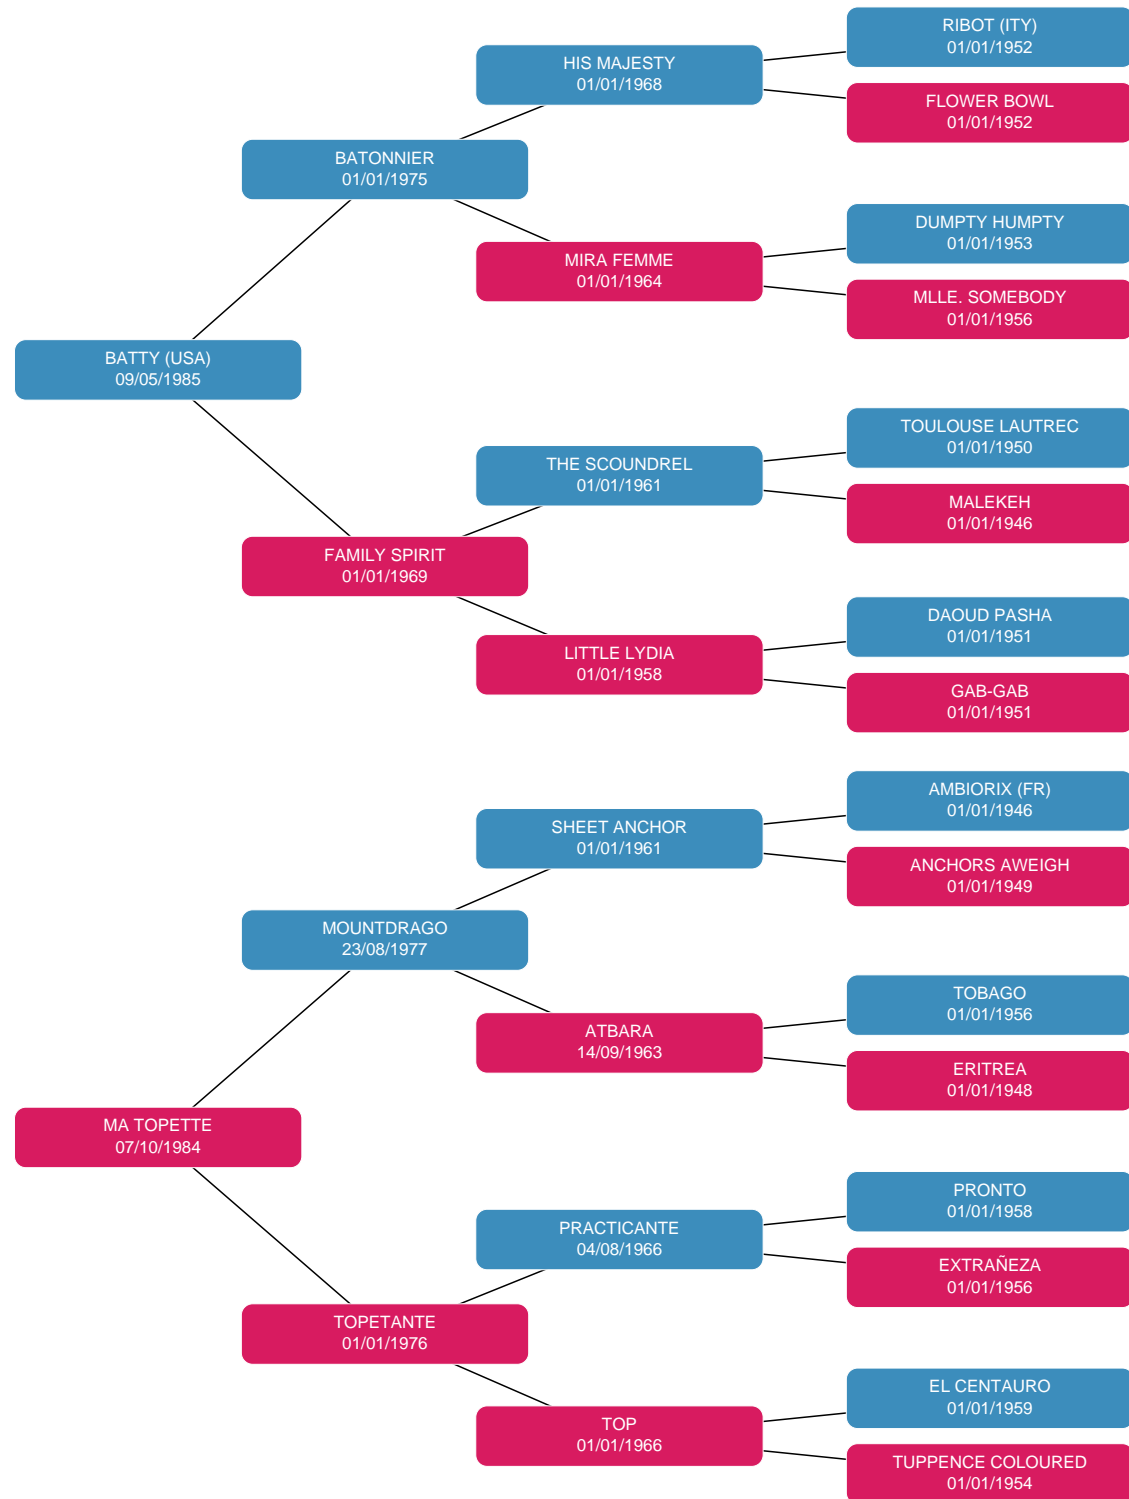 RIBOT (ITY)
01/01/1952
HIS MAJESTY
01/01/1968
FLOWER BOWL
01/01/1952
BATONNIER
01/01/1975
DUMPTY HUMPTY
01/01/1953
MIRA FEMME
01/01/1964
MLLE. SOMEBODY
01/01/1956
BATTY (USA)
09/05/1985
TOULOUSE LAUTREC
01/01/1950
THE SCOUNDREL
01/01/1961
MALEKEH
01/01/1946
FAMILY SPIRIT
01/01/1969
DAOUD PASHA
01/01/1951
LITTLE LYDIA
01/01/1958
GAB-GAB
01/01/1951
AMBIORIX (FR)
01/01/1946
SHEET ANCHOR
01/01/1961
ANCHORS AWEIGH
01/01/1949
MOUNTDRAGO
23/08/1977
TOBAGO
01/01/1956
ATBARA
14/09/1963
ERITREA
01/01/1948
MA TOPETTE
07/10/1984
PRONTO
01/01/1958
PRACTICANTE
04/08/1966
EXTRAÑEZA
01/01/1956
TOPETANTE
01/01/1976
EL CENTAURO
01/01/1959
TOP
01/01/1966
TUPPENCE COLOURED
01/01/1954